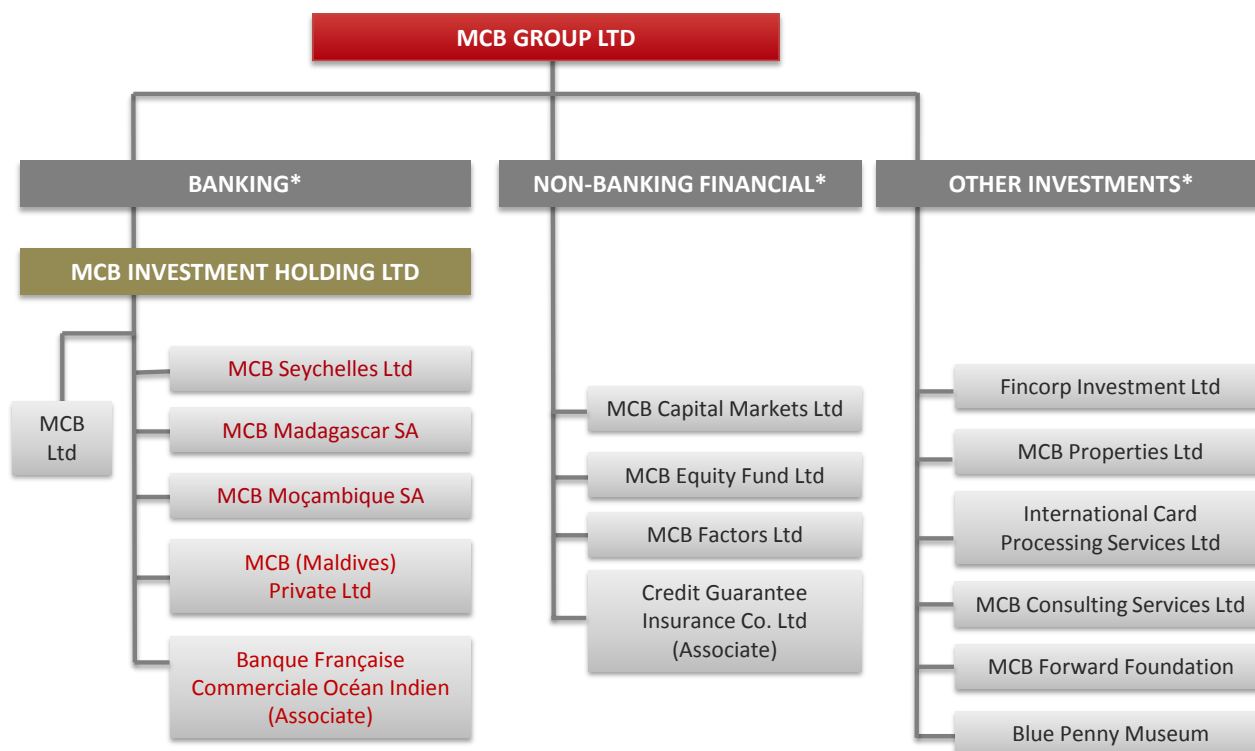 MCB GROUP LTD
BANKING*
NON-BANKING FINANCIAL*
OTHER INVESTMENTS*
MCB INVESTMENT HOLDING LTD
MCB
Ltd
MCB Seychelles Ltd
MCB Madagascar SA
MCB Moçambique SA
MCB (Maldives)
Private Ltd
Banque Française
Commerciale Océan Indien
(Associate)
MCB Capital Markets Ltd
MCB Equity Fund Ltd
MCB Factors Ltd
Credit Guarantee
Insurance Co. Ltd
(Associate)
Fincorp Investment Ltd
MCB Properties Ltd
International Card
Processing Services Ltd
MCB Consulting Services Ltd
MCB Forward Foundation
Blue Penny Museum